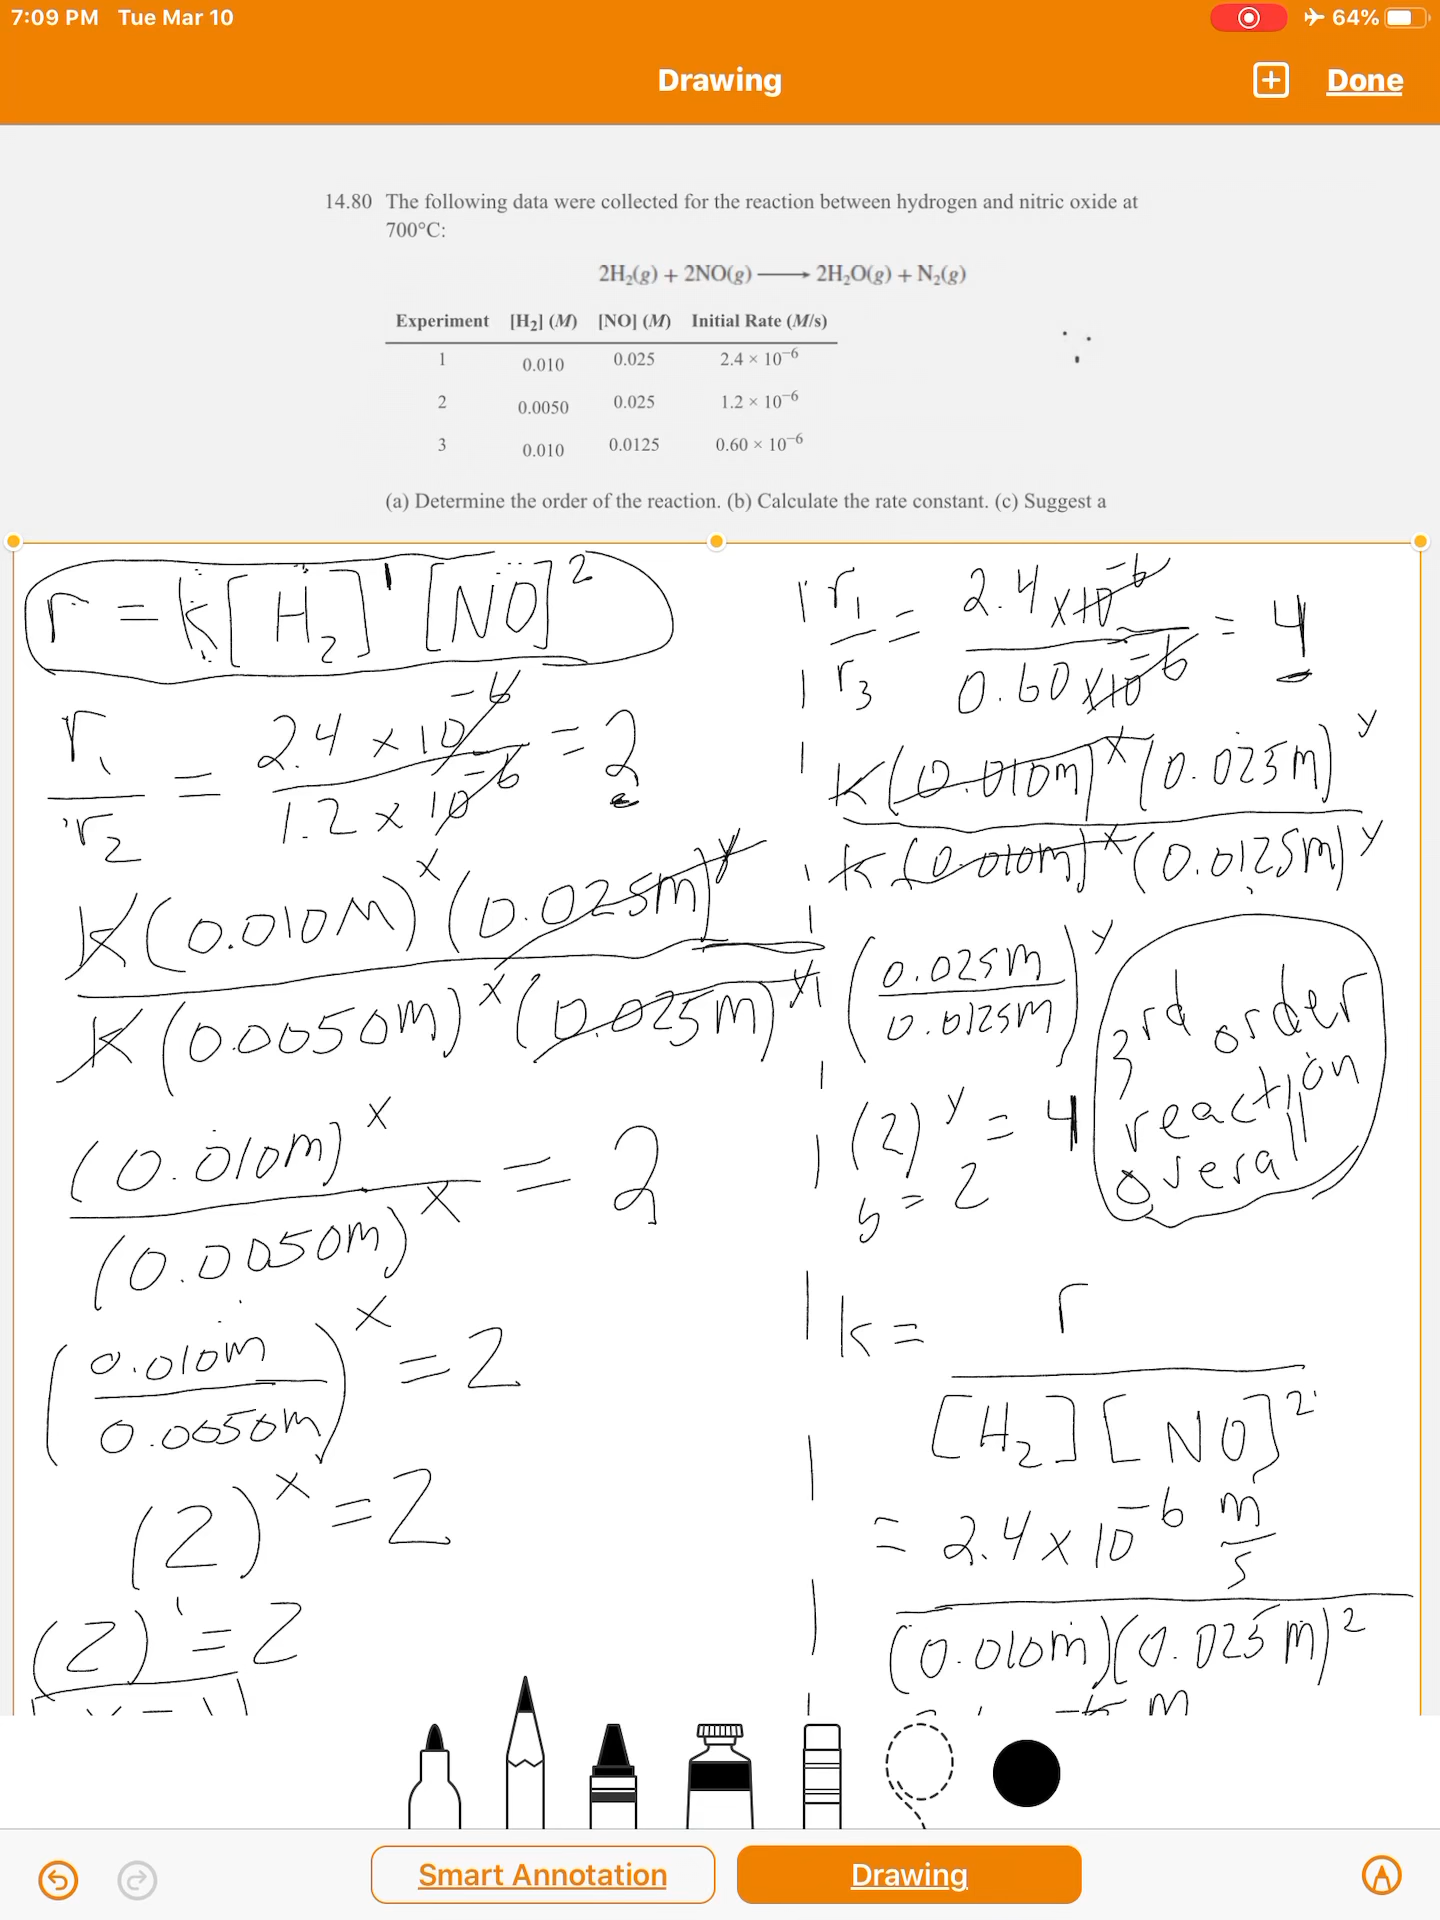 7:09 PM Tue Mar 10
64%
Drawing
Done
14.80 The following data were collected for the reaction between hydrogen and nitric oxide at
700°C:
2H₂(g) + 2NO(g) ⟶ 2H₂O(g) + N₂(g)
Experiment [H₂] (M) [NO] (M) Initial Rate (M/s)
1 0.010 0.025 2.4 × 10⁻⁶
2 0.0050 0.025 1.2 × 10⁻⁶
3 0.010 0.0125 0.60 × 10⁻⁶
(a) Determine the order of the reaction. (b) Calculate the rate constant. (c) Suggest a
r = k[H₂]¹[NO]²
r₁/r₂ = 2.4 x 10⁻⁶ / 1.2 x 10⁻⁶ = 2
K(0.010M)ˣ(0.025M)ʸ
K(0.0050M)ˣ(0.025M)ʸ
(0.010M)ˣ / (0.0050M)ˣ = 2
(0.010M / 0.0050M)ˣ = 2
(2)ˣ = 2
(2)¹ = 2
r₁/r₃ = 2.4 x 10⁻⁶ / 0.60 x 10⁻⁶ = 4
K(0.010M)ˣ(0.025M)ʸ
K(0.010M)ˣ(0.0125M)ʸ
(0.025M / 0.0125M)ʸ
(2)ʸ = 4
y = 2
3rd order
reaction
overall
k = r / [H₂][NO]²
= 2.4 x 10⁻⁶ M/s
(0.010M)(0.025M)²
Smart Annotation
Drawing